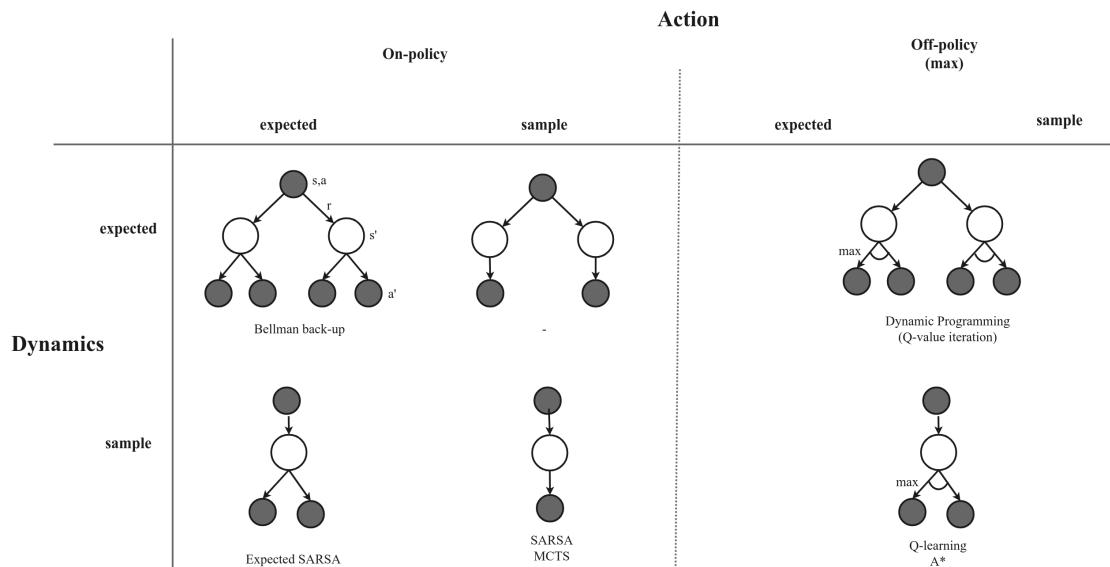 Action
On-policy
Off-policy
(max)
expected
sample
expected
sample
Dynamics
expected
s,a
r
s'
a'
Bellman back-up
-
max
Dynamic Programming
(Q-value iteration)
sample
Expected SARSA
SARSA
MCTS
max
Q-learning
A*